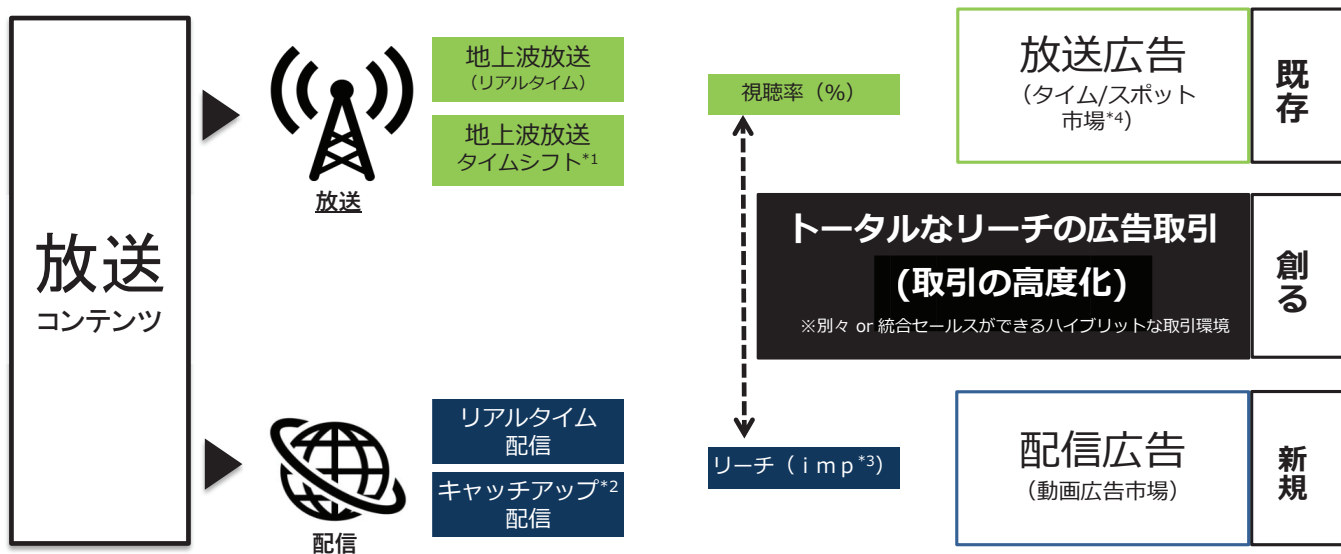 放送
コンテンツ
放送
地上波放送
（リアルタイム）
地上波放送
タイムシフト*1
配信
リアルタイム
配信
キャッチアップ*2
配信
視聴率（%）
リーチ（ｉｍｐ*3）
放送広告
（タイム/スポット
市場*4）
既存
トータルなリーチの広告取引
(取引の高度化)
※別々 or 統合セールスができるハイブリットな取引環境
創る
配信広告
（動画広告市場）
新規